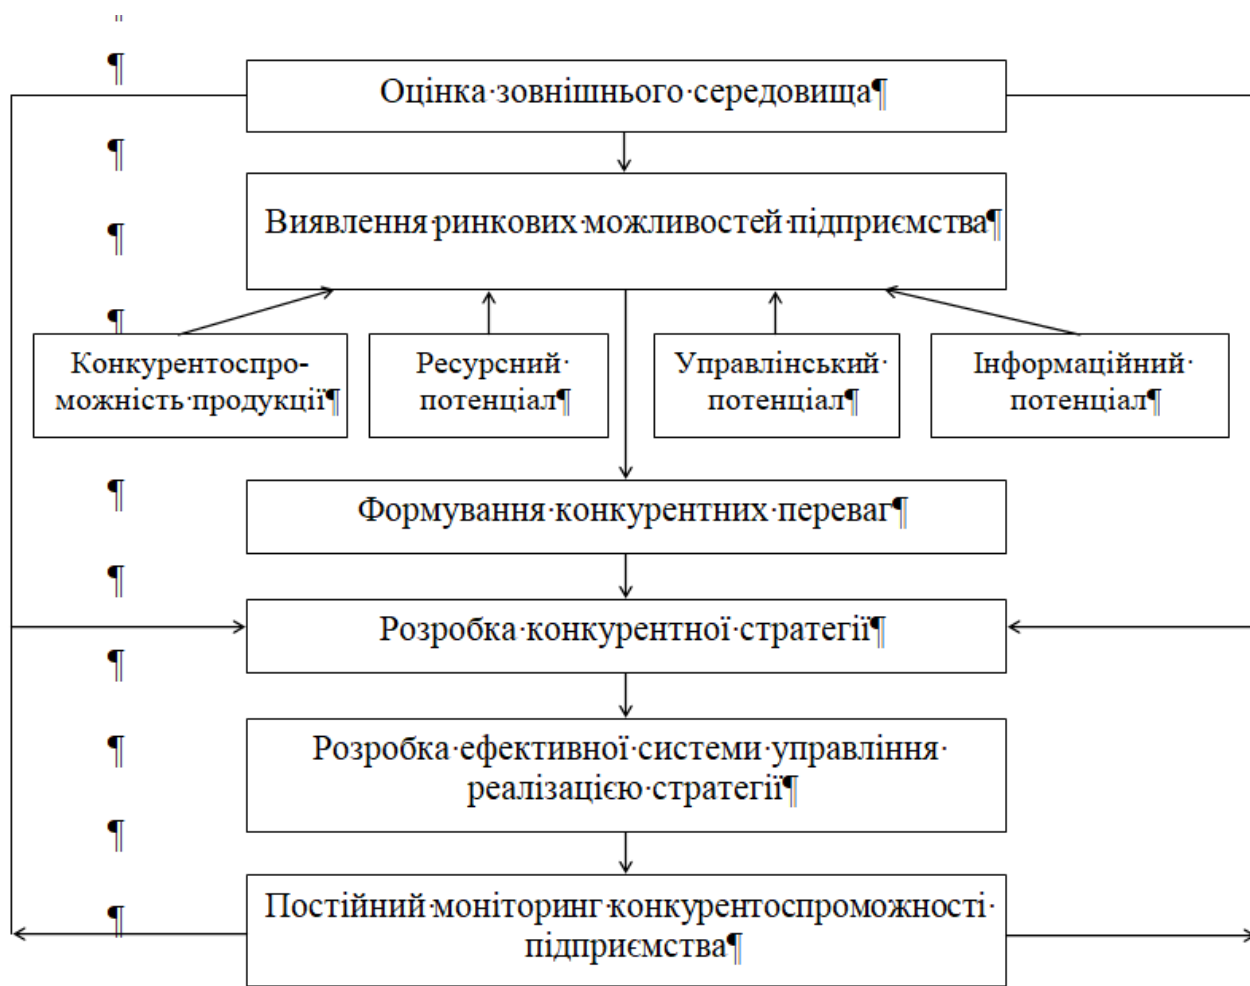 Оцінка·зовнішнього·середовища¶
Виявлення·ринкових·можливостей·підприємства¶
Конкурентоспро-
можність·продукції¶
Ресурсний·
потенціал¶
Управлінський·
потенціал¶
Інформаційний·
потенціал¶
Формування·конкурентних·переваг¶
Розробка·конкурентної·стратегії¶
Розробка·ефективної·системи·управління·
реалізацією·стратегії¶
Постійний·моніторинг·конкурентоспроможності·
підприємства¶